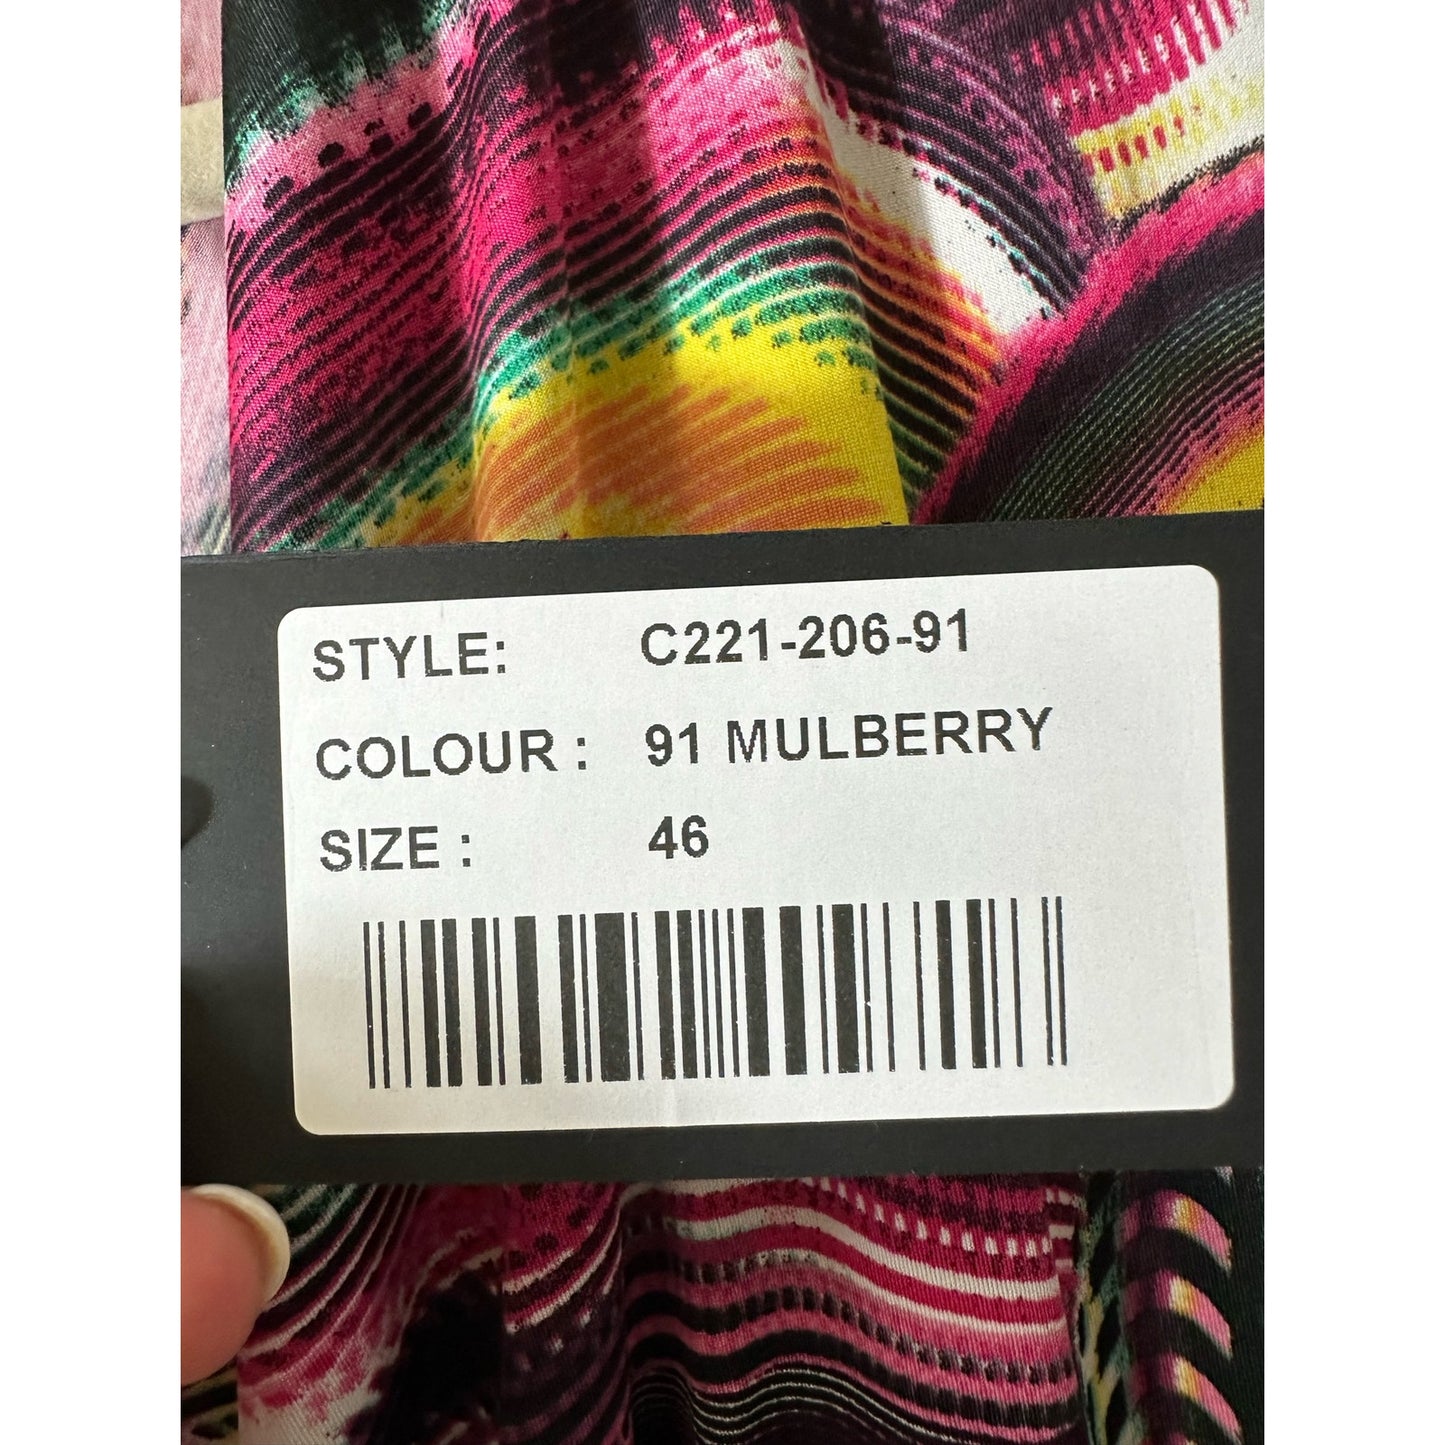 STYLE: C221-206-91
COLOUR : 91 MULBERRY
SIZE : 46